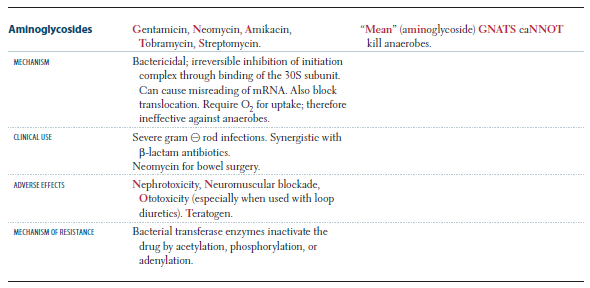 Aminoglycosides
Gentamicin, Neomycin, Amikacin,
Tobramycin, Streptomycin.
“Mean” (aminoglycoside) GNATS caNNOT
kill anaerobes.
MECHANISM
Bactericidal; irreversible inhibition of initiation
complex through binding of the 30S subunit.
Can cause misreading of mRNA. Also block
translocation. Require O₂ for uptake; therefore
ineffective against anaerobes.
CLINICAL USE
Severe gram ⊖ rod infections. Synergistic with
β-lactam antibiotics.
Neomycin for bowel surgery.
ADVERSE EFFECTS
Nephrotoxicity, Neuromuscular blockade,
Ototoxicity (especially when used with loop
diuretics). Teratogen.
MECHANISM OF RESISTANCE
Bacterial transferase enzymes inactivate the
drug by acetylation, phosphorylation, or
adenylation.